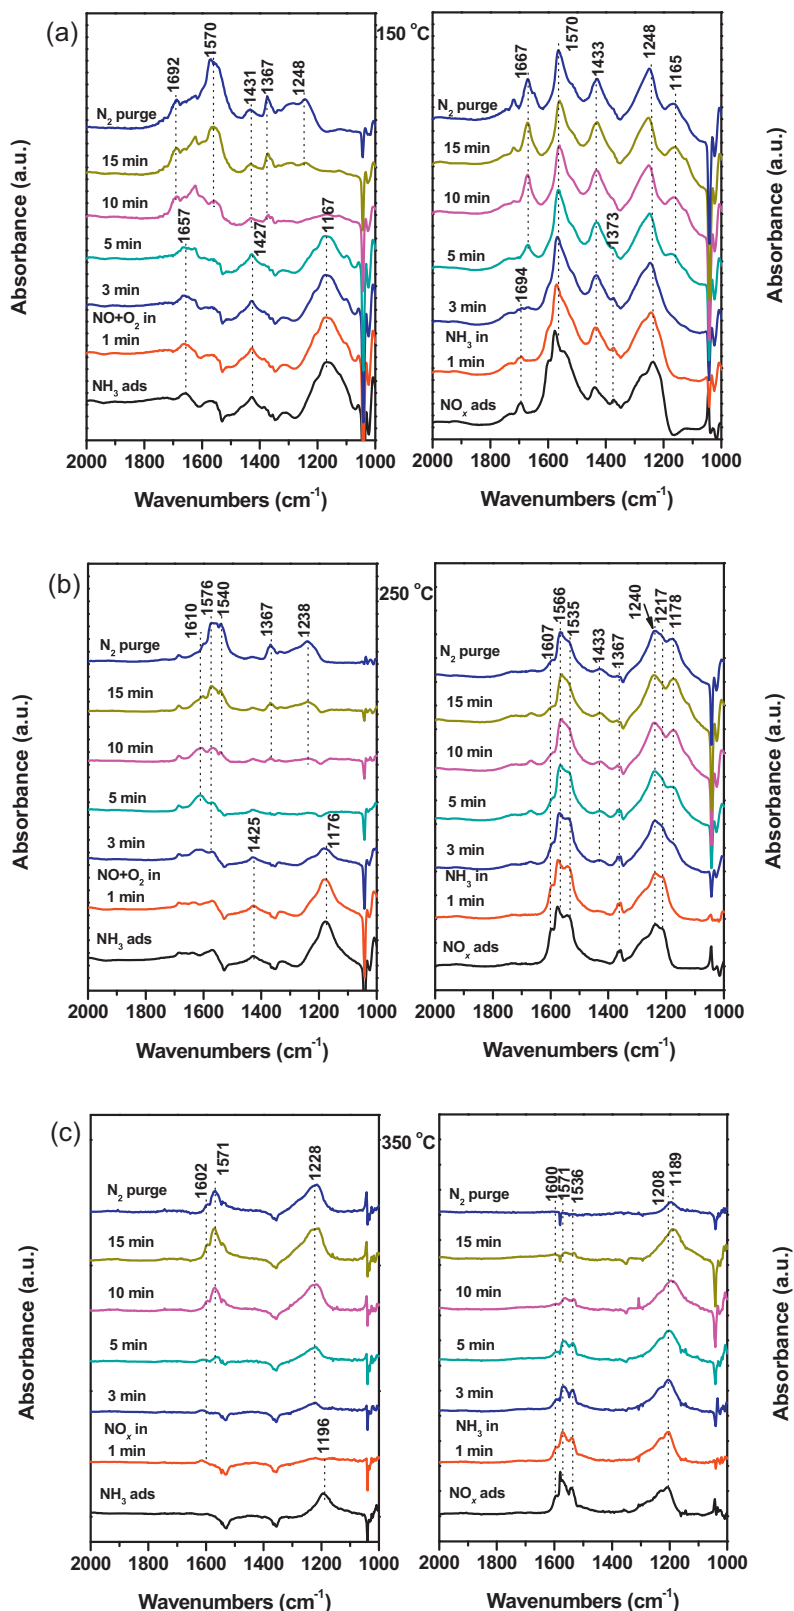 (a)
150 °C
1692
1570
1431
1367
1248
N2 purge
15 min
10 min
1657
1427
1167
5 min
3 min
NO+O2 in
1 min
NH3 ads
2000 1800 1600 1400 1200 1000
Wavenumbers (cm-1)
Absorbance (a.u.)
1667
1570
1433
1248
1165
N2 purge
15 min
10 min
5 min
1373
3 min
1694
NH3 in
1 min
NOx ads
2000 1800 1600 1400 1200 1000
Wavenumbers (cm-1)
Absorbance (a.u.)
Absorbance (a.u.)
(b)
250 °C
1610
1576
1540
1367
1238
N2 purge
15 min
10 min
5 min
1425
1176
3 min
NO+O2 in
1 min
NH3 ads
2000 1800 1600 1400 1200 1000
Wavenumbers (cm-1)
Absorbance (a.u.)
1607
1566
1535
1433
1367
1240
1217
1178
N2 purge
15 min
10 min
5 min
3 min
NH3 in
1 min
NOx ads
2000 1800 1600 1400 1200 1000
Wavenumbers (cm-1)
Absorbance (a.u.)
Absorbance (a.u.)
(c)
350 °C
1602
1571
1228
N2 purge
15 min
10 min
5 min
3 min
NOx in
1 min
1196
NH3 ads
2000 1800 1600 1400 1200 1000
Wavenumbers (cm-1)
Absorbance (a.u.)
1600
1571
1536
1208
1189
N2 purge
15 min
10 min
5 min
3 min
NH3 in
1 min
NOx ads
2000 1800 1600 1400 1200 1000
Wavenumbers (cm-1)
Absorbance (a.u.)
Absorbance (a.u.)